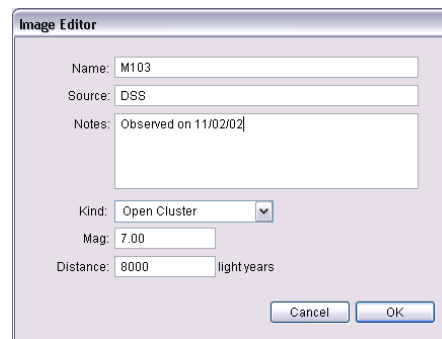 Image Editor
Name: M103
Source: DSS
Notes: Observed on 11/02/02
Kind: Open Cluster
Mag: 7.00
Distance: 8000 light years
Cancel OK